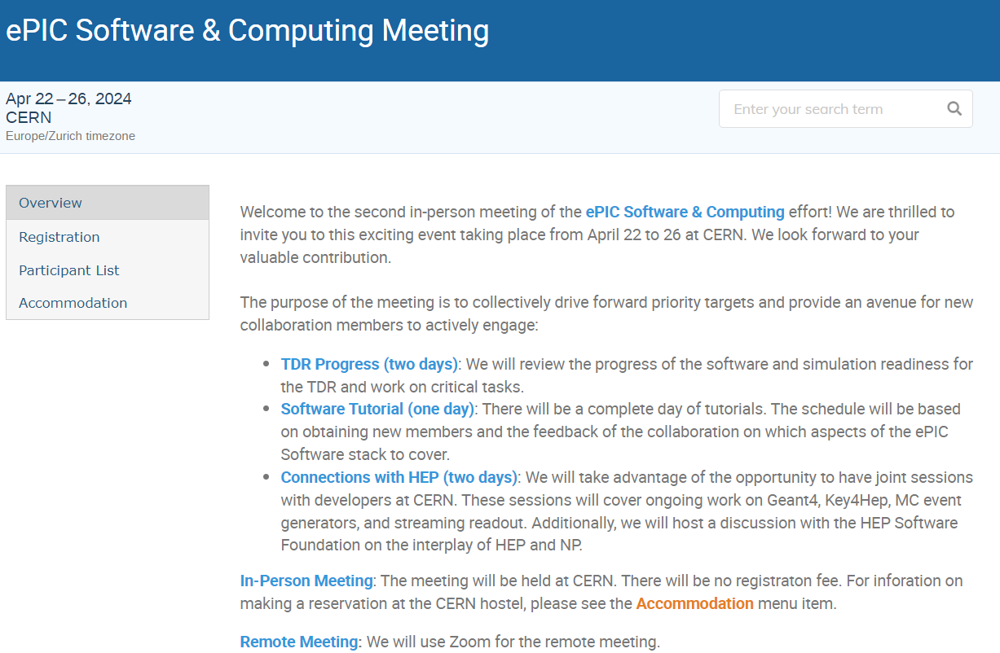 ePIC Software & Computing Meeting
Apr 22 – 26, 2024
CERN
Europe/Zurich timezone
Enter your search term
Overview
Registration
Participant List
Accommodation
Welcome to the second in-person meeting of the ePIC Software & Computing effort! We are thrilled to
invite you to this exciting event taking place from April 22 to 26 at CERN. We look forward to your
valuable contribution.
The purpose of the meeting is to collectively drive forward priority targets and provide an avenue for new
collaboration members to actively engage:
• TDR Progress (two days): We will review the progress of the software and simulation readiness for
the TDR and work on critical tasks.
• Software Tutorial (one day): There will be a complete day of tutorials. The schedule will be based
on obtaining new members and the feedback of the collaboration on which aspects of the ePIC
Software stack to cover.
• Connections with HEP (two days): We will take advantage of the opportunity to have joint sessions
with developers at CERN. These sessions will cover ongoing work on Geant4, Key4Hep, MC event
generators, and streaming readout. Additionally, we will host a discussion with the HEP Software
Foundation on the interplay of HEP and NP.
In-Person Meeting: The meeting will be held at CERN. There will be no registraton fee. For inforation on
making a reservation at the CERN hostel, please see the Accommodation menu item.
Remote Meeting: We will use Zoom for the remote meeting.